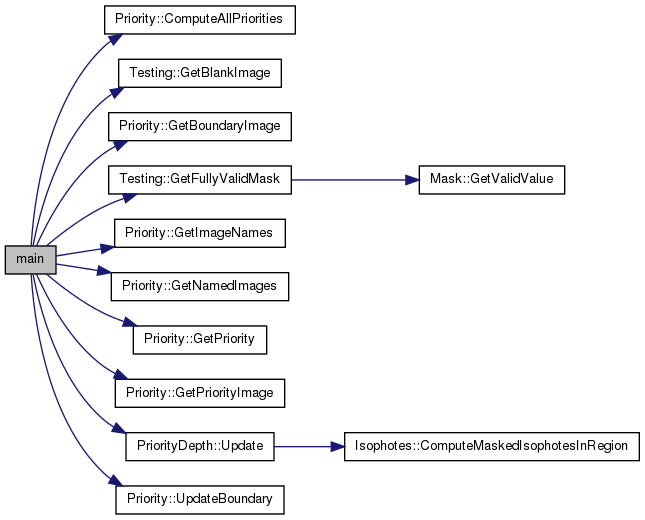 Priority::ComputeAllPriorities
Testing::GetBlankImage
Priority::GetBoundaryImage
Testing::GetFullyValidMask
Mask::GetValidValue
Priority::GetImageNames
main
Priority::GetNamedImages
Priority::GetPriority
Priority::GetPriorityImage
PriorityDepth::Update
Isophotes::ComputeMaskedIsophotesInRegion
Priority::UpdateBoundary